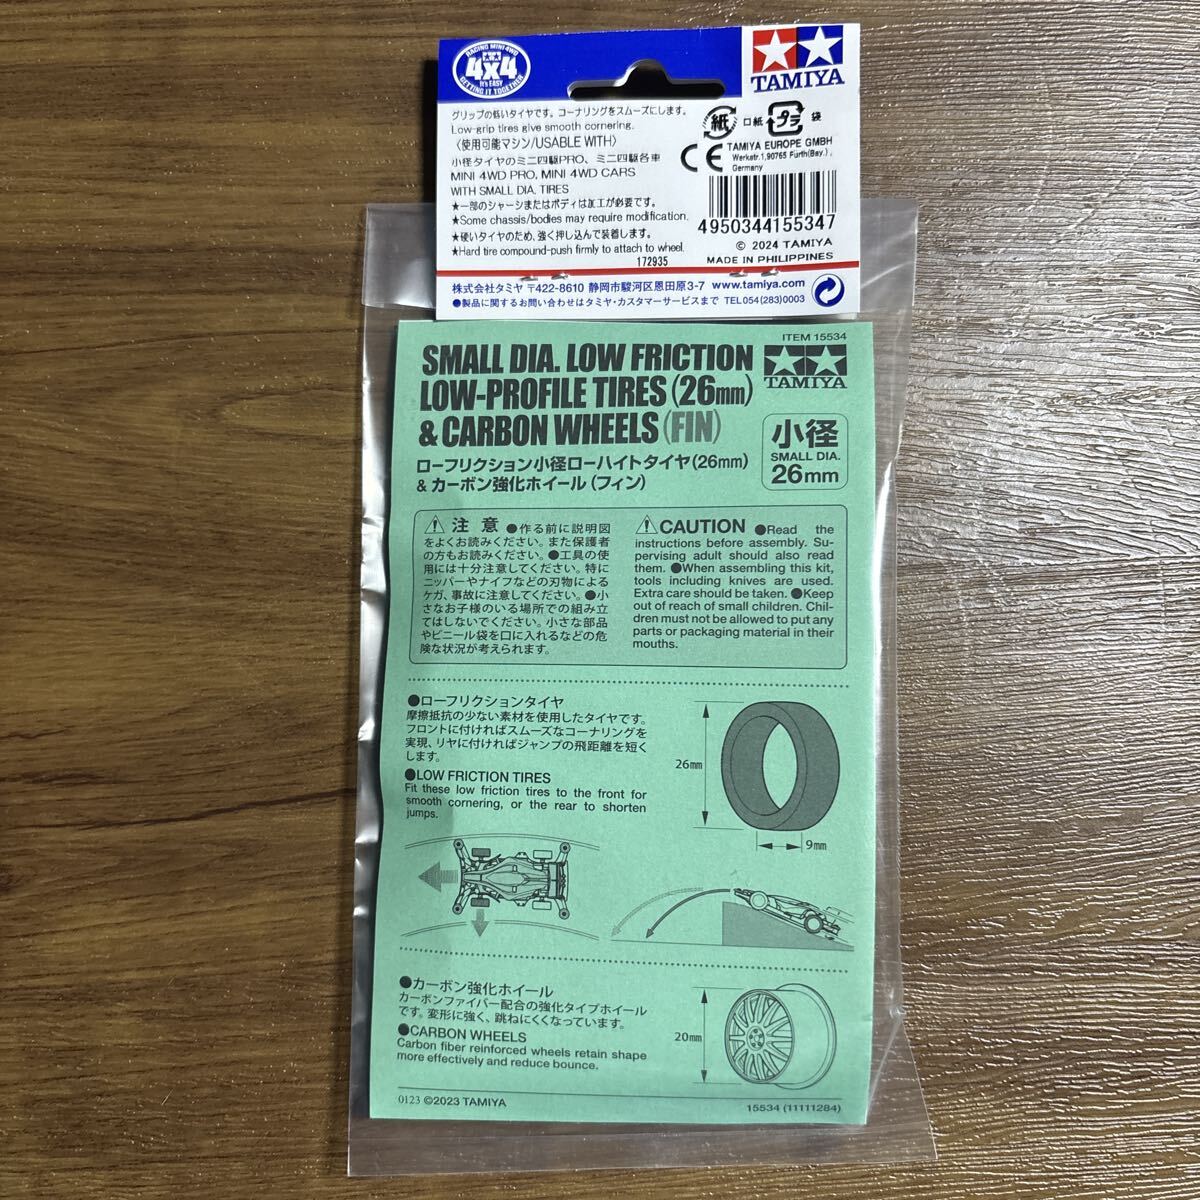 RACING MINI 4WD
4x4
It's EASY
GETTING IT TOGETHER
TAMIYA
グリップの低いタイヤです。コーナリングをスムーズにします。
Low-grip tires give smooth cornering.
〈使用可能マシン/USABLE WITH〉
小径タイヤのミニ四駆PRO、ミニ四駆各車
MINI 4WD PRO, MINI 4WD CARS
WITH SMALL DIA. TIRES
★一部のシャーシまたはボディは加工が必要です。
★Some chassis/bodies may require modification.
★硬いタイヤのため、強く押し込んで装着します。
★Hard tire compound-push firmly to attach to wheel.
172935
紙 口紙 プラ 袋
CE TAMIYA EUROPE GMBH
Werkstr.1,90765 Fürth(Bay.),
Germany
4950344155347
© 2024 TAMIYA
MADE IN PHILIPPINES
株式会社タミヤ 〒422-8610 静岡市駿河区恩田原3-7 www.tamiya.com
●製品に関するお問い合わせはタミヤ・カスタマーサービスまで TEL054(283)0003
ITEM 15534
SMALL DIA. LOW FRICTION
LOW-PROFILE TIRES (26mm)
& CARBON WHEELS (FIN)
TAMIYA
ローフリクション小径ローハイトタイヤ(26mm)
& カーボン強化ホイール (フィン)
小径
SMALL DIA.
26mm
注意 ●作る前に説明図
をよくお読みください。また保護者
の方もお読みください。●工具の使
用には十分注意してください。特に
ニッパーやナイフなどの刃物による
ケガ、事故に注意してください。●小
さなお子様のいる場所での組み立
てはしないでください。小さな部品
やビニール袋を口に入れるなどの危
険な状況が考えられます。
CAUTION ●Read the
instructions before assembly. Su-
pervising adult should also read
them. ●When assembling this kit,
tools including knives are used.
Extra care should be taken. ●Keep
out of reach of small children. Chil-
dren must not be allowed to put any
parts or packaging material in their
mouths.
●ローフリクションタイヤ
摩擦抵抗の少ない素材を使用したタイヤです。
フロントに付ければスムーズなコーナリングを
実現、リヤに付ければジャンプの飛距離を短く
します。
●LOW FRICTION TIRES
Fit these low friction tires to the front for
smooth cornering, or the rear to shorten
jumps.
26mm
9mm
●カーボン強化ホイール
カーボンファイバー配合の強化タイプホイール
です。変形に強く、跳ねにくくなっています。
●CARBON WHEELS
Carbon fiber reinforced wheels retain shape
more effectively and reduce bounce.
20mm
0123 ©2023 TAMIYA
15534 (11111284)